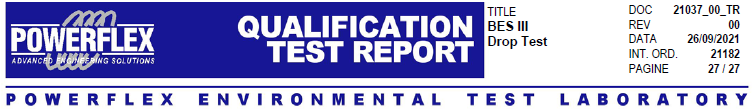 POWERFLEX
ADVANCED ENGINEERING SOLUTIONS
QUALIFICATION
TEST REPORT
TITLE
BES III
Drop Test
DOC 21037_00_TR
REV 00
DATA 26/09/2021
INT. ORD. 21182
PAGINE 27 / 27
POWERFLEX ENVIRONMENTAL TEST LABORATORY